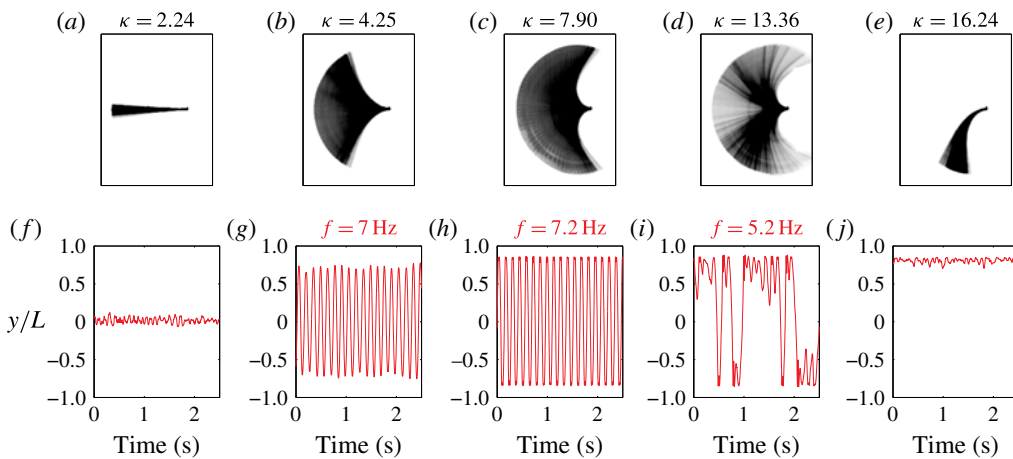 (a) κ = 2.24 (b) κ = 4.25 (c) κ = 7.90 (d) κ = 13.36 (e) κ = 16.24
(f) (g) f = 7 Hz (h) f = 7.2 Hz (i) f = 5.2 Hz (j)
1.0 1.0 1.0 1.0 1.0
0.5 0.5 0.5 0.5 0.5
y/L 0 0 0 0 0
−0.5 −0.5 −0.5 −0.5 −0.5
−1.0 −1.0 −1.0 −1.0 −1.0
0 1 2 0 1 2 0 1 2 0 1 2 0 1 2
Time (s) Time (s) Time (s) Time (s) Time (s)